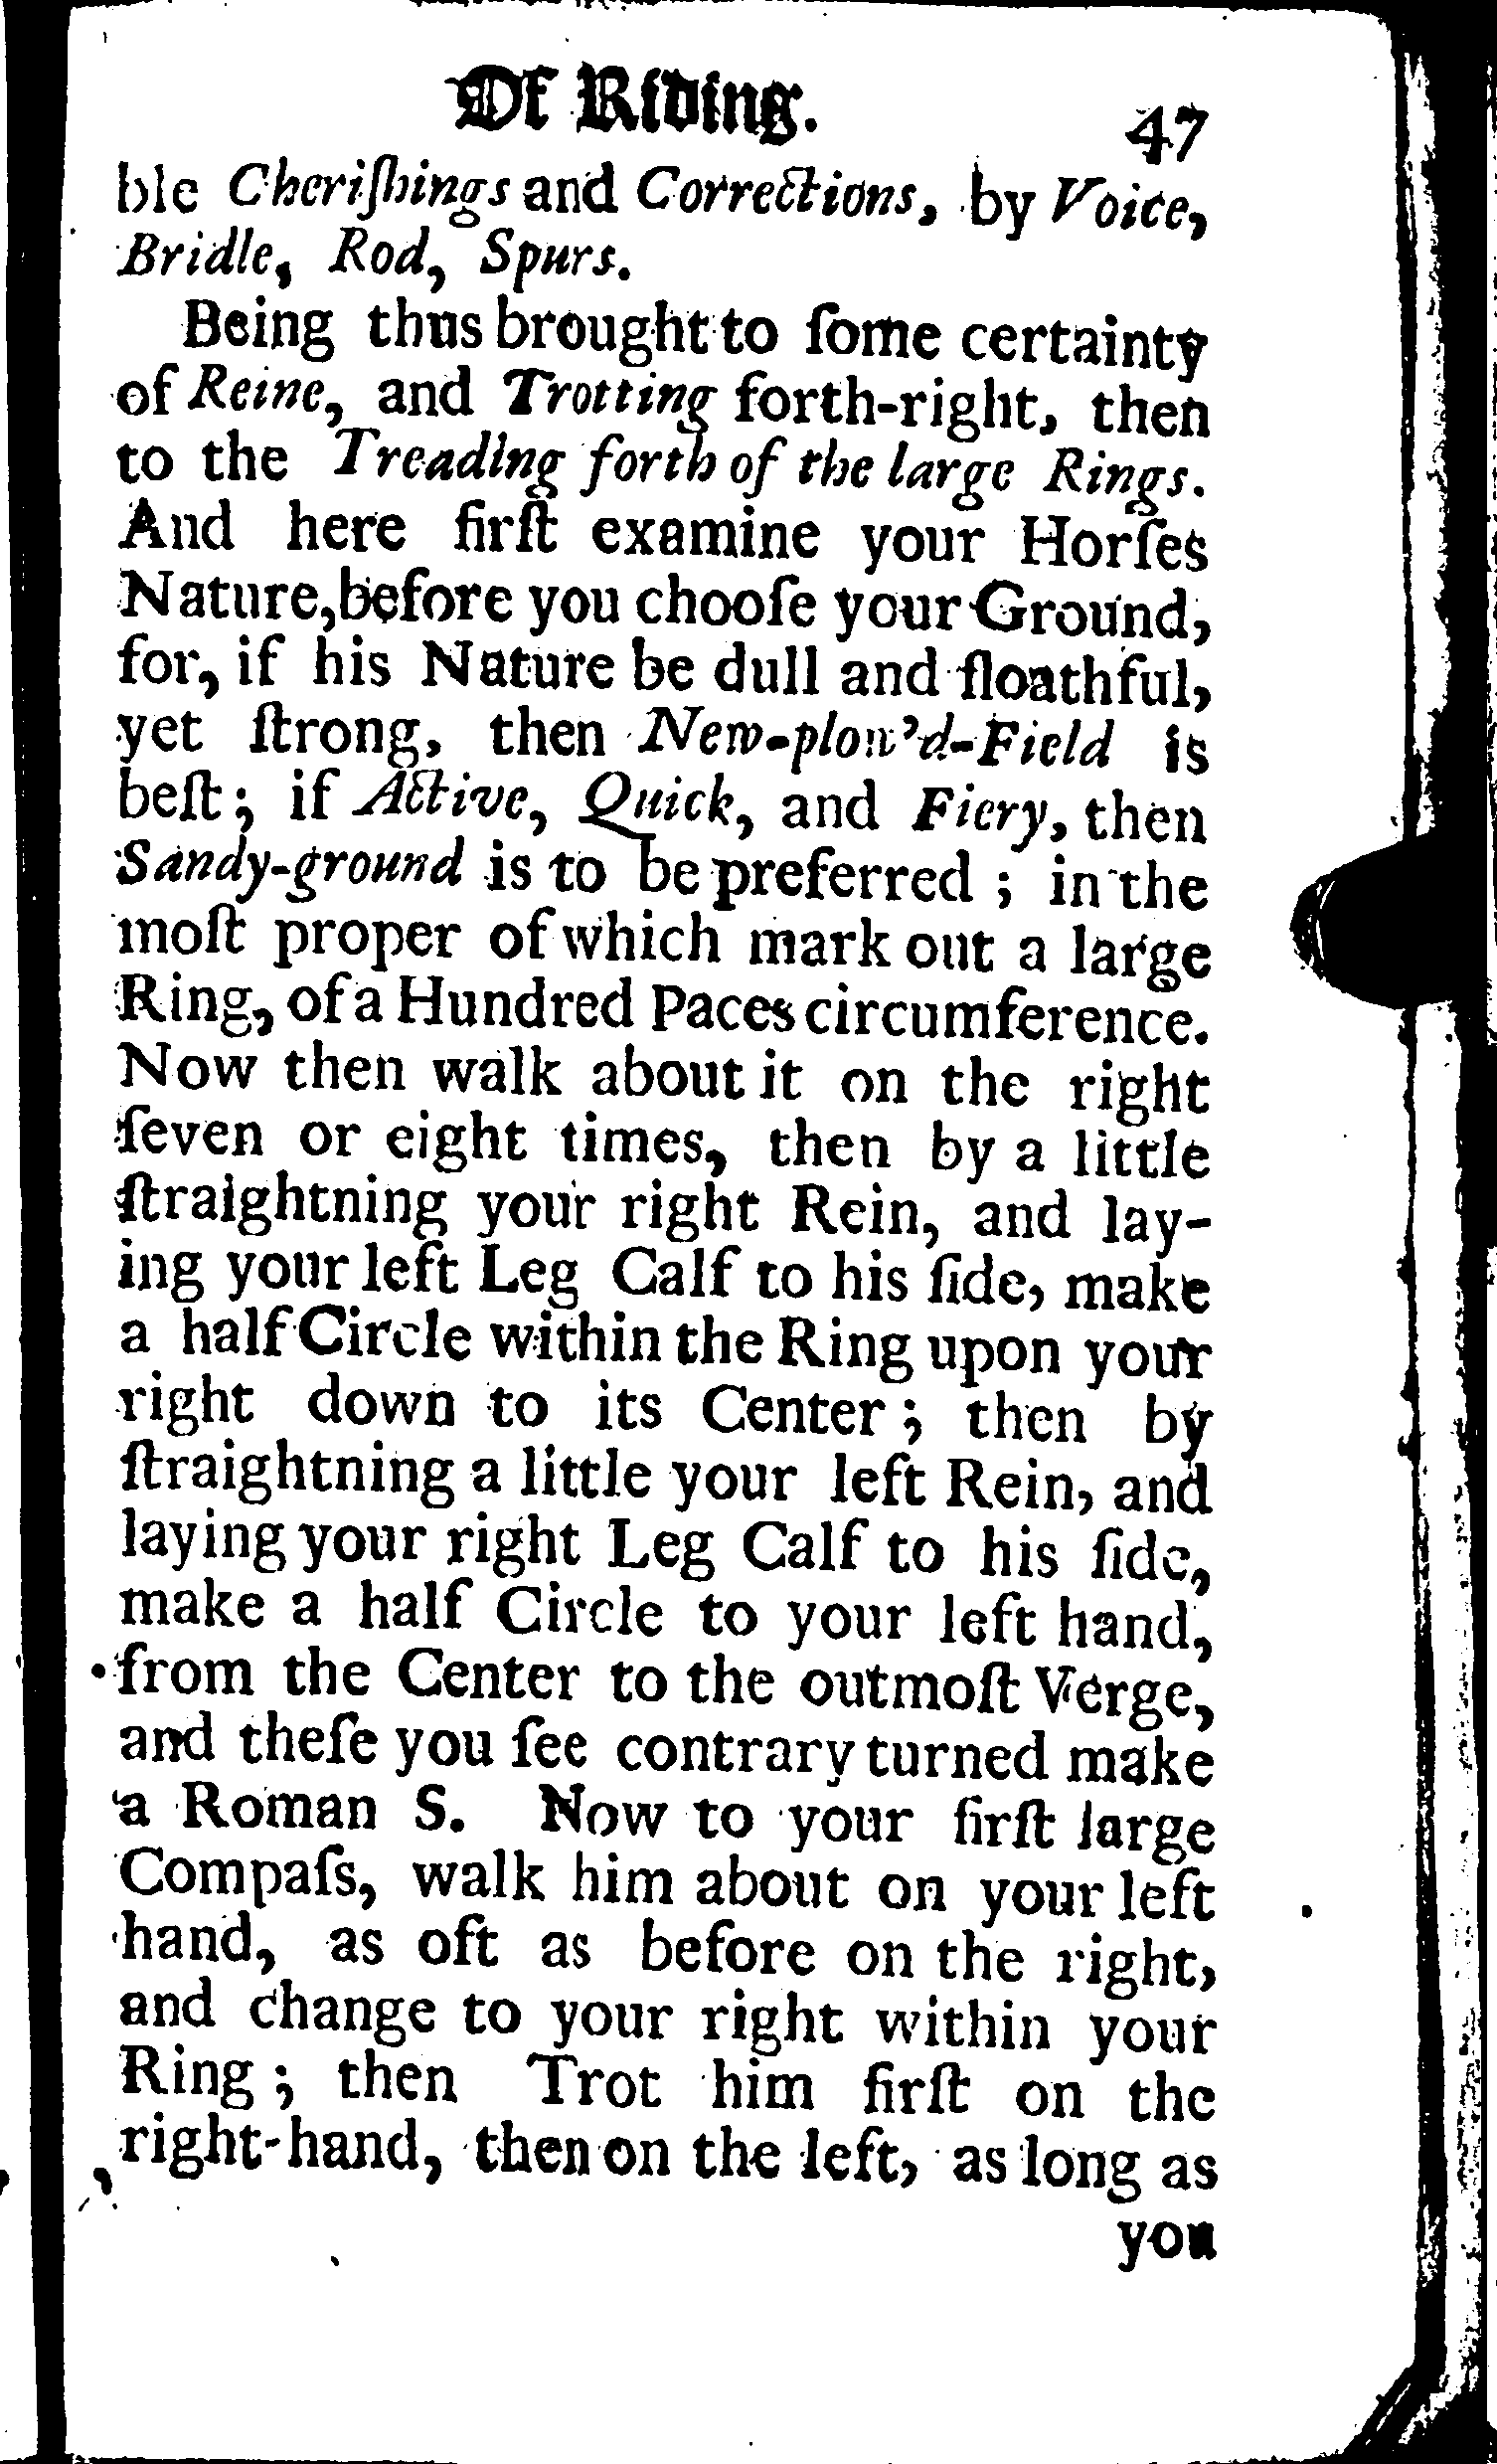 Of Riding.
47
ble Cheriſhings and Corrections, by Voice,
Bridle, Rod, Spurs.
Being thus brought to ſome certainty
of Reine, and Trotting forth-right, then
to the Treading forth of the large Rings.
And here firſt examine your Horſes
Nature, before you chooſe your Ground,
for, if his Nature be dull and ſloathful,
yet ſtrong, then New-plow'd-Field is
beſt; if Active, Quick, and Fiery, then
Sandy-ground is to be preferred; in the
moſt proper of which mark out a large
Ring, of a Hundred Paces circumference.
Now then walk about it on the right
ſeven or eight times, then by a little
ſtraightning your right Rein, and lay-
ing your left Leg Calf to his ſide, make
a half Circle within the Ring upon your
right down to its Center; then by
ſtraightning a little your left Rein, and
laying your right Leg Calf to his ſide,
make a half Circle to your left hand,
from the Center to the outmoſt Verge,
and theſe you ſee contrary turned make
a Roman S. Now to your firſt large
Compaſs, walk him about on your left
hand, as oft as before on the right,
and change to your right within your
Ring; then Trot him firſt on the
right-hand, then on the left, as long as
you